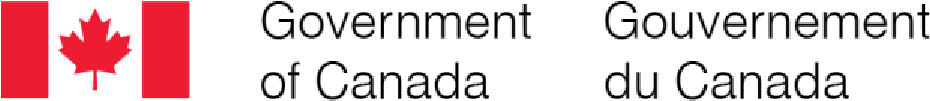 Government
of Canada
Gouvernement
du Canada